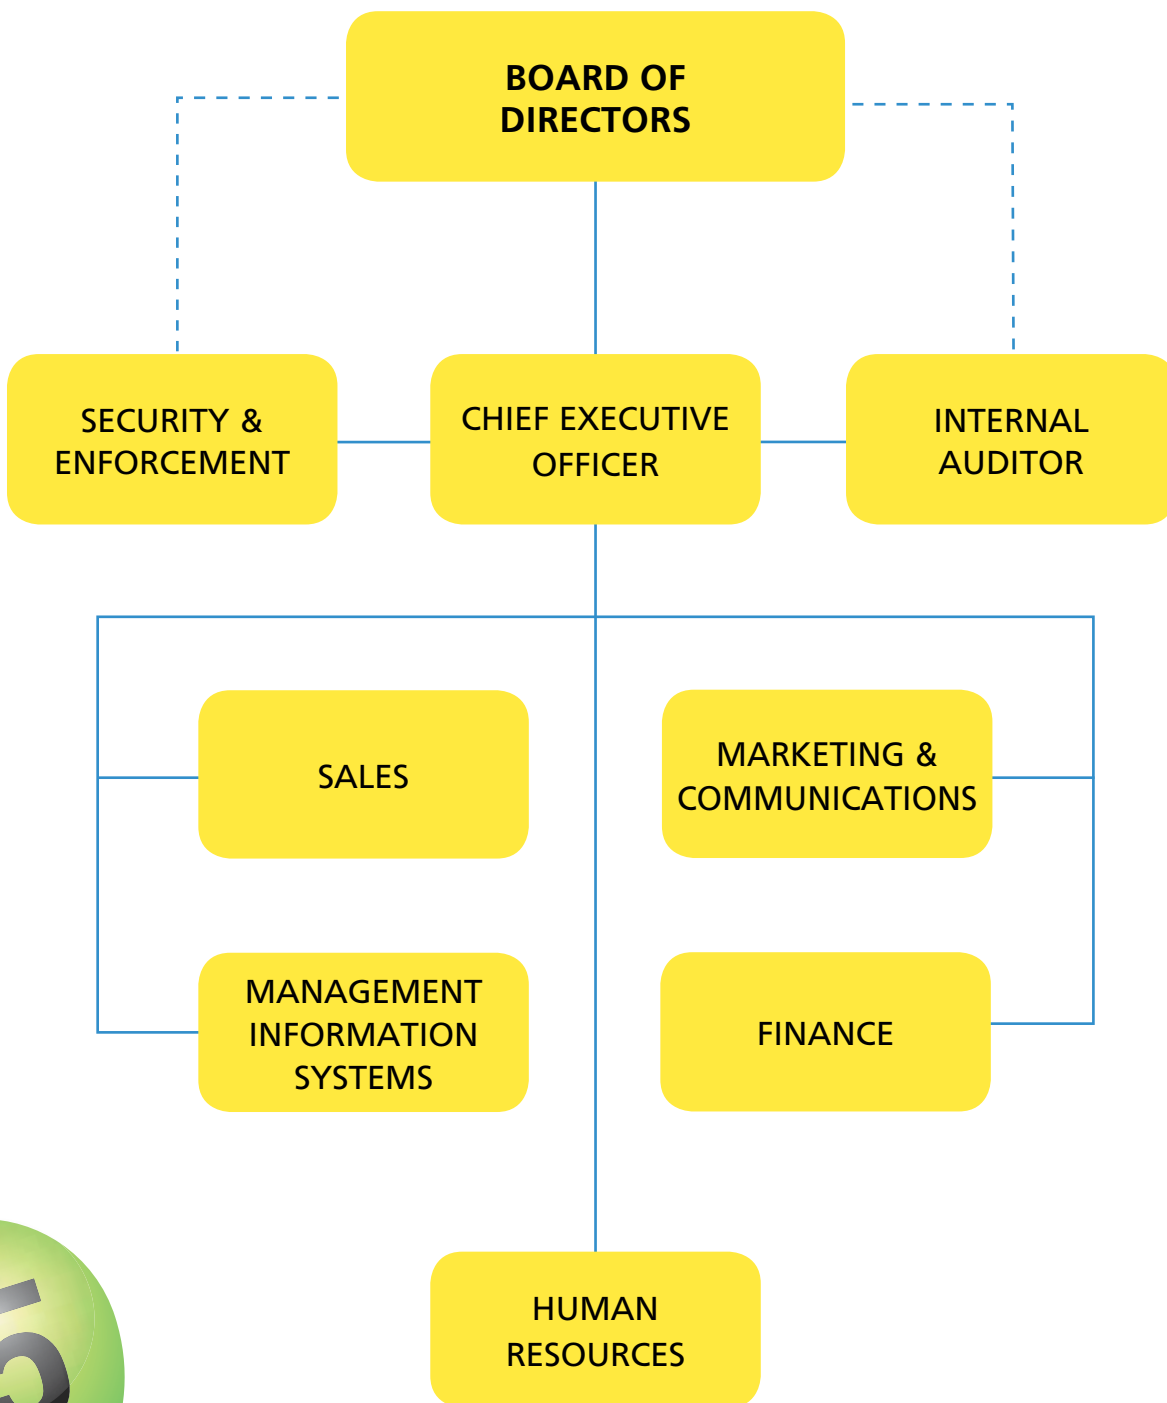 BOARD OF
DIRECTORS
SECURITY &
ENFORCEMENT
CHIEF EXECUTIVE
OFFICER
INTERNAL
AUDITOR
SALES
MARKETING &
COMMUNICATIONS
MANAGEMENT
INFORMATION
SYSTEMS
FINANCE
HUMAN
RESOURCES
5